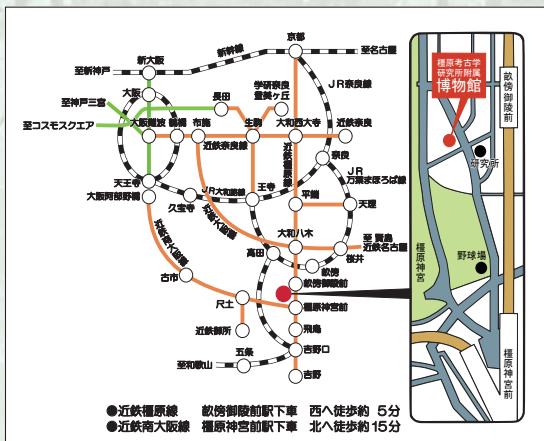 京都
新幹線
至名古屋
新大阪
至新神戸
JR奈良線
大阪
長田
学研奈良
登美ヶ丘
至神戸三宮
至コスモスクエア
大阪難波
鶴橋
布施
生駒
大和西大寺
近鉄奈良
近鉄奈良線
近鉄橿原線
奈良
JR
万葉まほろば線
天王寺
大阪阿部野橋
JR大和路線
久宝寺
王寺
平端
天理
近鉄大阪線
近鉄南大阪線
大和八木
至賢島
近鉄名古屋
高田
桜井
畝傍
古市
畝傍御陵前
尺土
橿原神宮前
近鉄御所
飛鳥
五条
吉野口
至和歌山
吉野
橿原考古学
研究所附属
博物館
畝傍御陵前
研究所
橿原神宮
野球場
橿原神宮前
●近鉄橿原線 畝傍御陵前駅下車 西へ徒歩約 5分
●近鉄南大阪線 橿原神宮前駅下車 北へ徒歩約15分